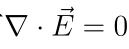 ∇ · E⃗ = 0